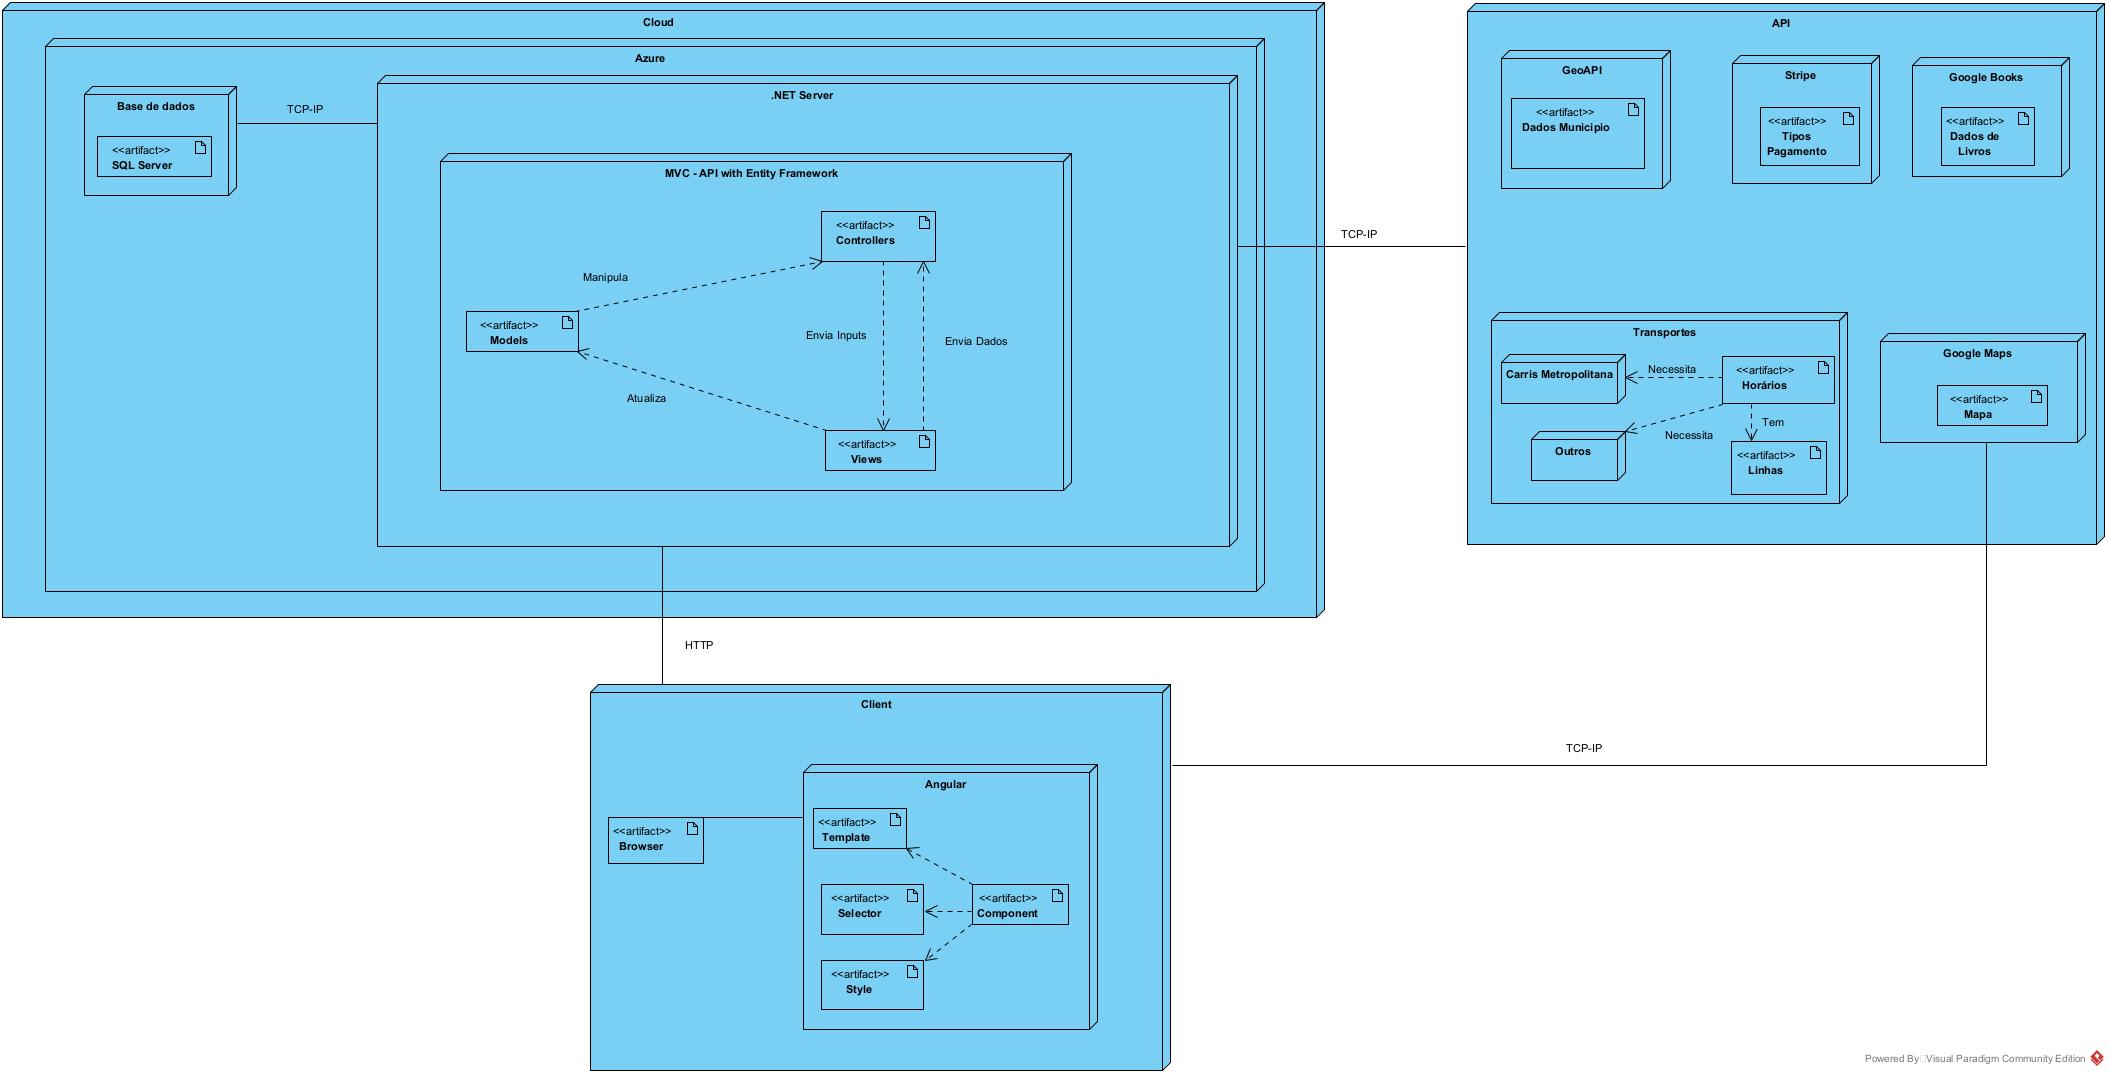 Cloud
Azure
Base de dados
<<artifact>>
SQL Server
TCP-IP
.NET Server
MVC - API with Entity Framework
<<artifact>>
Controllers
Manipula
<<artifact>>
Models
Envia Inputs
Envia Dados
Atualiza
<<artifact>>
Views
TCP-IP
API
GeoAPI
<<artifact>>
Dados Municipio
Stripe
<<artifact>>
Tipos
Pagamento
Google Books
<<artifact>>
Dados de
Livros
Transportes
Carris Metropolitana
Necessita
<<artifact>>
Horários
Necessita
Tem
Outros
<<artifact>>
Linhas
Google Maps
<<artifact>>
Mapa
HTTP
TCP-IP
Client
<<artifact>>
Browser
Angular
<<artifact>>
Template
<<artifact>>
Selector
<<artifact>>
Component
<<artifact>>
Style
Powered By Visual Paradigm Community Edition